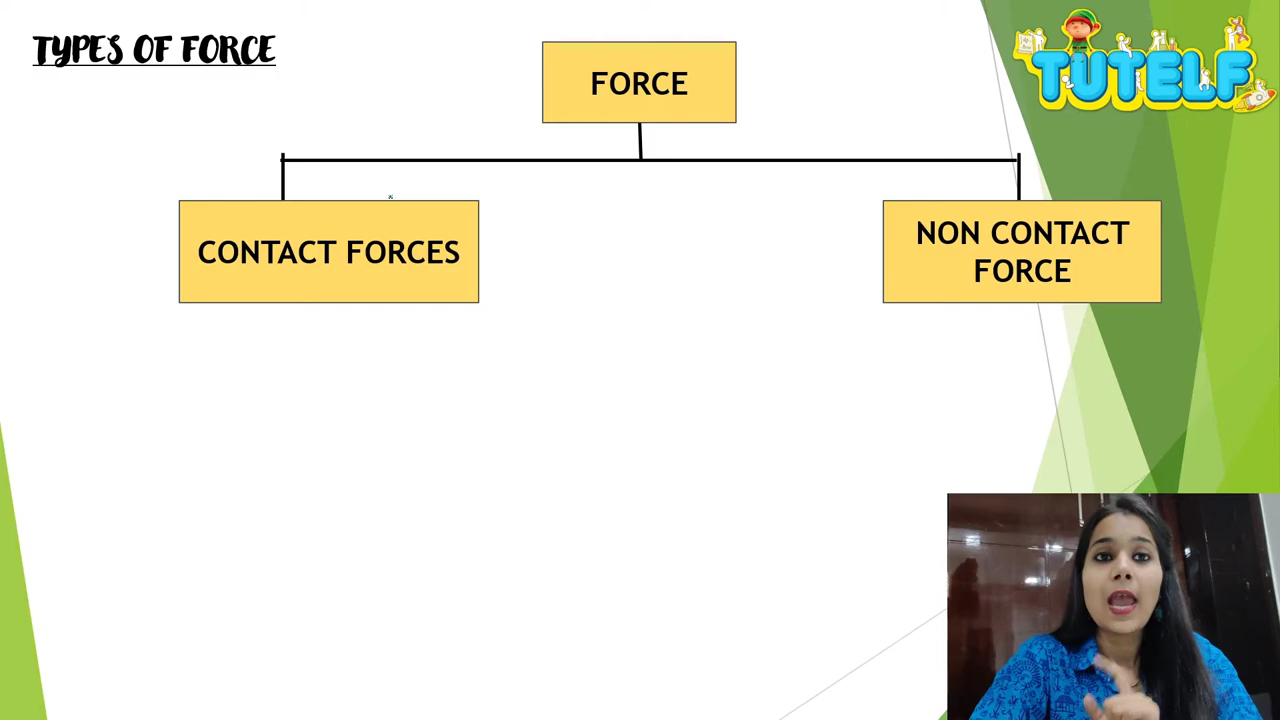 TYPES OF FORCE
FORCE
TUTELF
CONTACT FORCES
NON CONTACT
FORCE